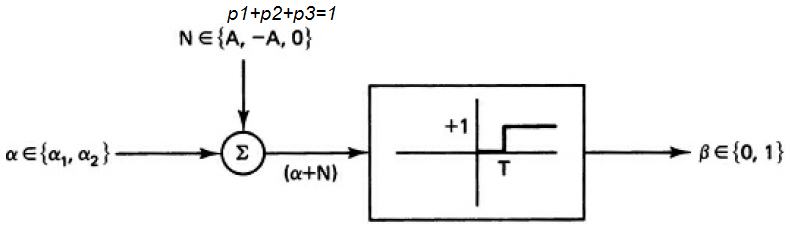 p1+p2+p3=1
N∈{A, −A, 0}
α∈{α₁, α₂}
Σ
(α+N)
+1
T
β∈{0, 1}